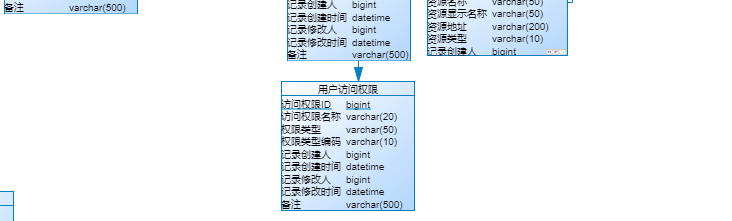 备注 varchar(500)
记录创建人 bigint
记录创建时间 datetime
记录修改人 bigint
记录修改时间 datetime
备注 varchar(500)
资源名称 varchar(50)
资源显示名称 varchar(50)
资源地址 varchar(200)
资源类型 varchar(10)
记录创建人 bigint
用户访问权限
访问权限ID bigint
访问权限名称 varchar(20)
权限类型 varchar(50)
权限类型编码 varchar(10)
记录创建人 bigint
记录创建时间 datetime
记录修改人 bigint
记录修改时间 datetime
备注 varchar(500)